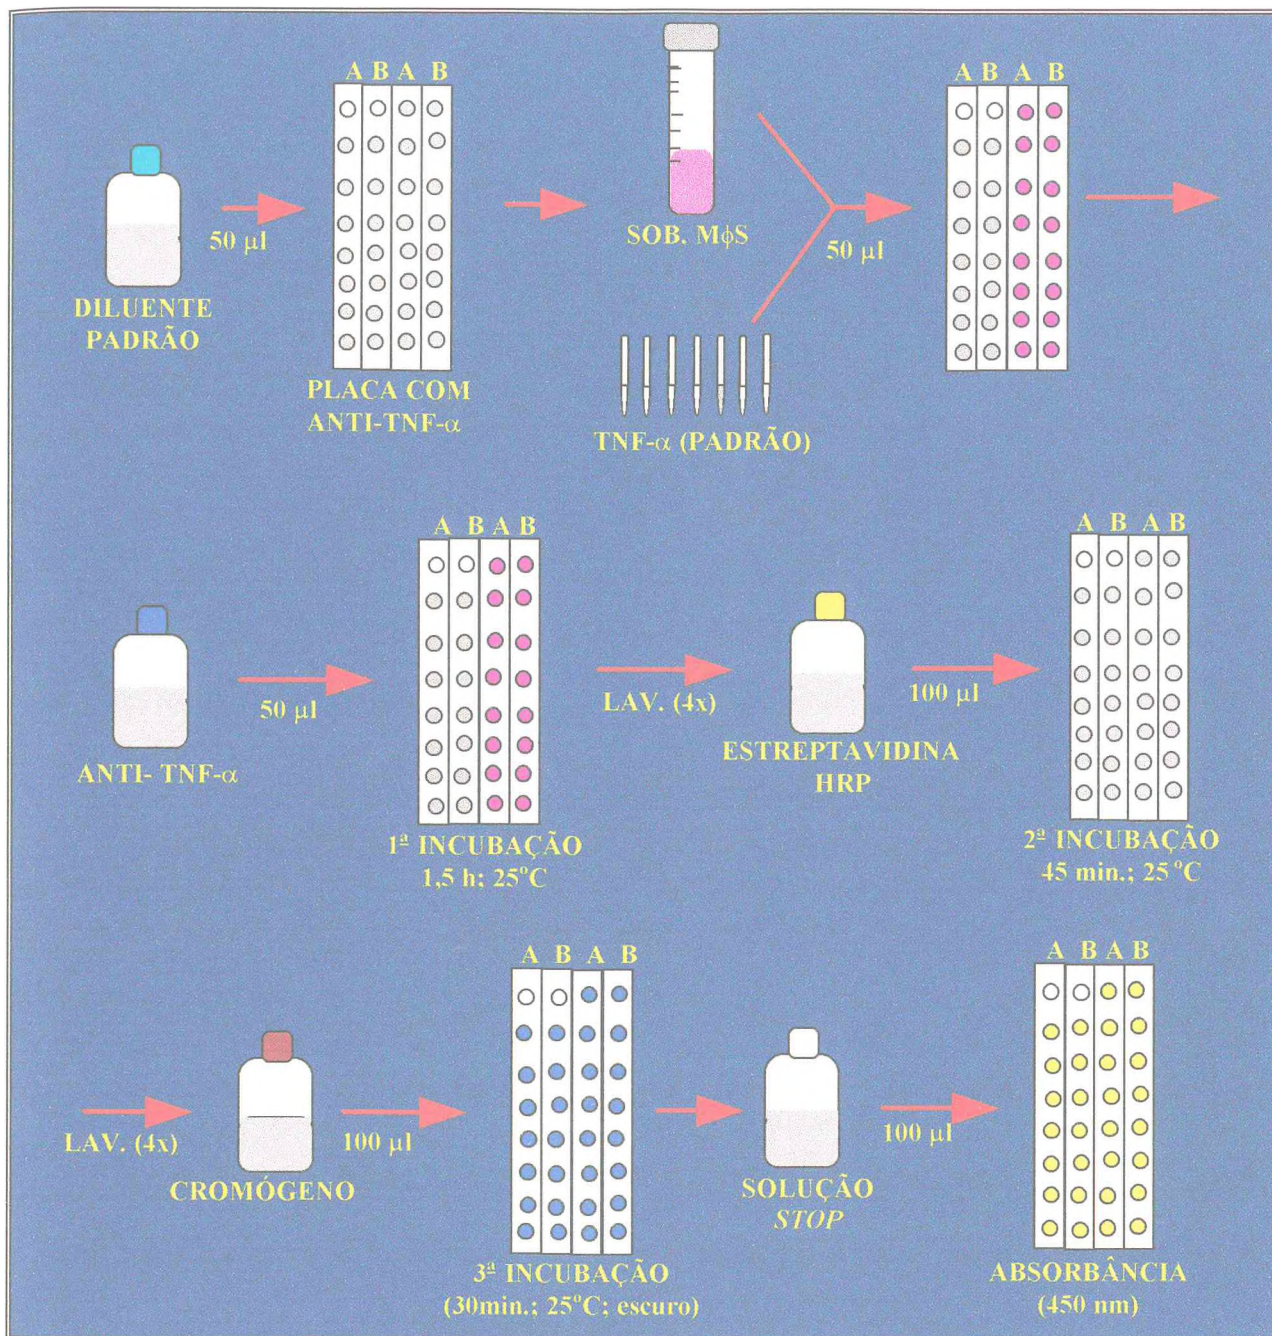 A B A B
A B A B
50 µl
DILUENTE
PADRÃO
PLACA COM
ANTI-TNF-α
SOB. MϕS
50 µl
TNF-α (PADRÃO)
A B A B
A B A B
ANTI- TNF-α
50 µl
1ª INCUBAÇÃO
1,5 h; 25°C
LAV. (4x)
ESTREPTAVIDINA
HRP
100 µl
2ª INCUBAÇÃO
45 min.; 25 °C
A B A B
A B A B
LAV. (4x)
CROMÓGENO
100 µl
3ª INCUBAÇÃO
(30min.; 25°C; escuro)
SOLUÇÃO
STOP
100 µl
ABSORBÂNCIA
(450 nm)